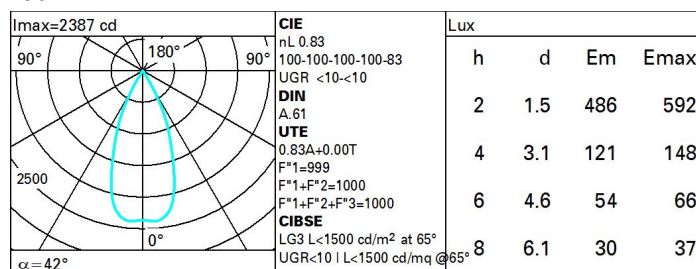 Imax=2387 cd
90°
180°
90°
2500
0°
α=42°
CIE
nL 0.83
100-100-100-100-83
UGR <10-<10
DIN
A.61
UTE
0.83A+0.00T
F"1=999
F"1+F"2=1000
F"1+F"2+F"3=1000
CIBSE
LG3 L<1500 cd/m² at 65°
UGR<10 | L<1500 cd/mq @65°
Lux
h d Em Emax
2 1.5 486 592
4 3.1 121 148
6 4.6 54 66
8 6.1 30 37